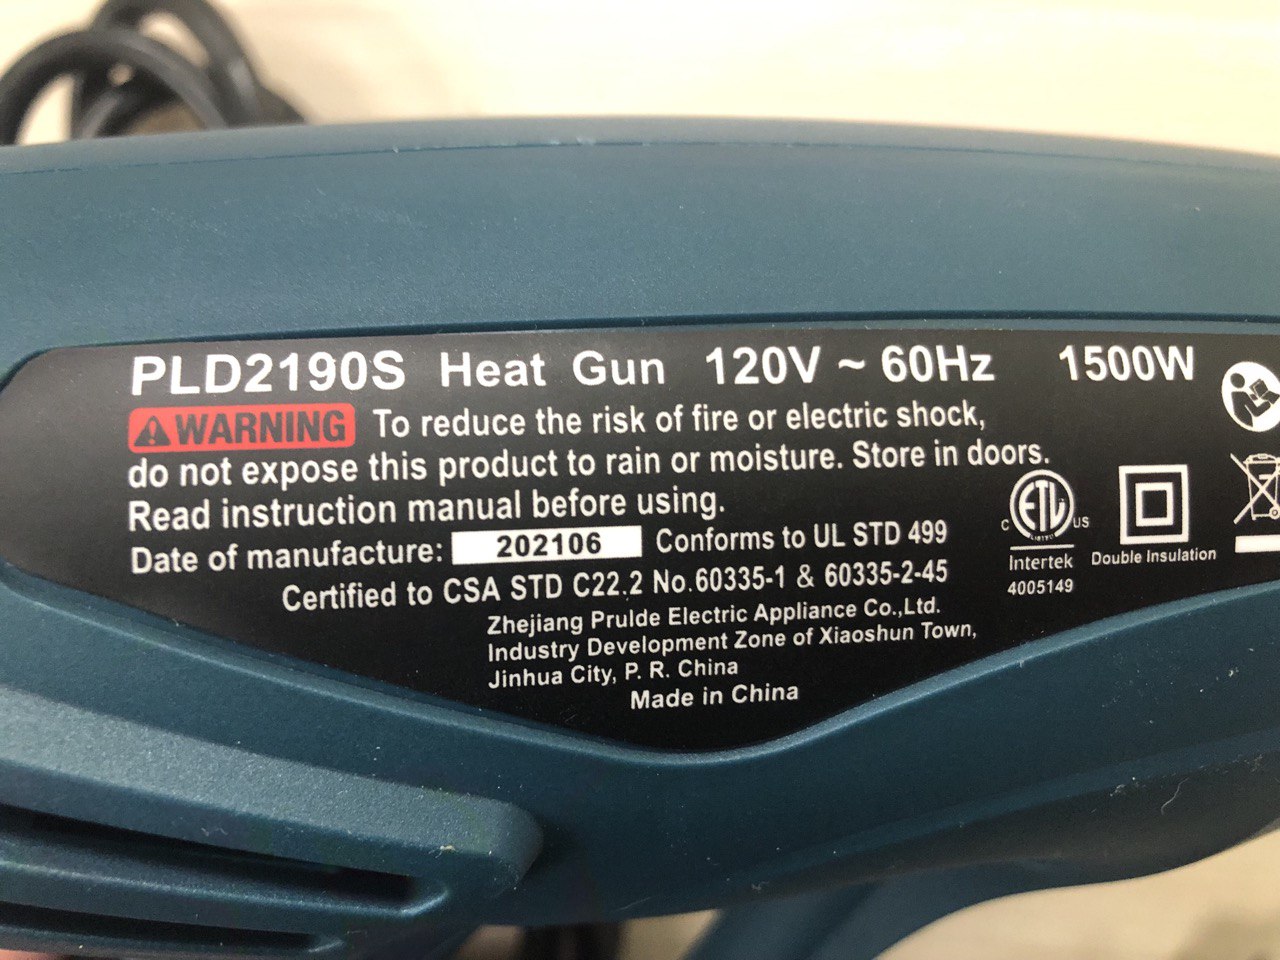 PLD2190S Heat Gun 120V ~ 60Hz 1500W
WARNING To reduce the risk of fire or electric shock,
do not expose this product to rain or moisture. Store in doors.
Read instruction manual before using.
Date of manufacture: 202106 Conforms to UL STD 499
Certified to CSA STD C22.2 No.60335-1 & 60335-2-45
Zhejiang Prulde Electric Appliance Co.,Ltd.
Industry Development Zone of Xiaoshun Town,
Jinhua City, P. R. China
Made in China
C ETL US
LISTED
Intertek
4005149
Double Insulation